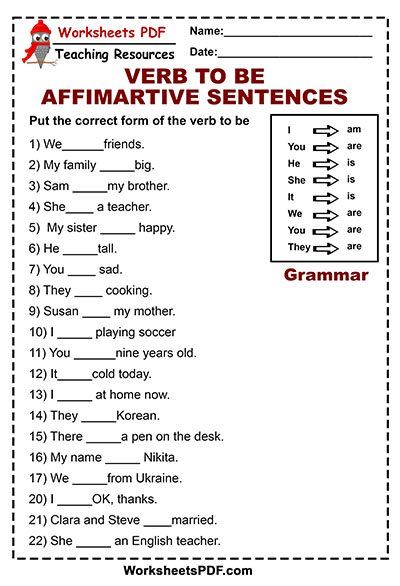 Worksheets PDF
Teaching Resources
Name:____________________
Date:____________________
VERB TO BE
AFFIMARTIVE SENTENCES
Put the correct form of the verb to be
1) We______friends.
2) My family _____big.
3) Sam _____my brother.
4) She____ a teacher.
5) My sister _____ happy.
6) He _____tall.
7) You ____ sad.
8) They ____ cooking.
9) Susan ____ my mother.
10) I _____ playing soccer
11) You ______nine years old.
12) It_____cold today.
13) I _____ at home now.
14) They _____Korean.
15) There _____a pen on the desk.
16) My name _____ Nikita.
17) We _____from Ukraine.
20) I _____OK, thanks.
21) Clara and Steve ____married.
22) She _____ an English teacher.
I am
You are
He is
She is
It is
We are
You are
They are
Grammar
WorksheetsPDF.com